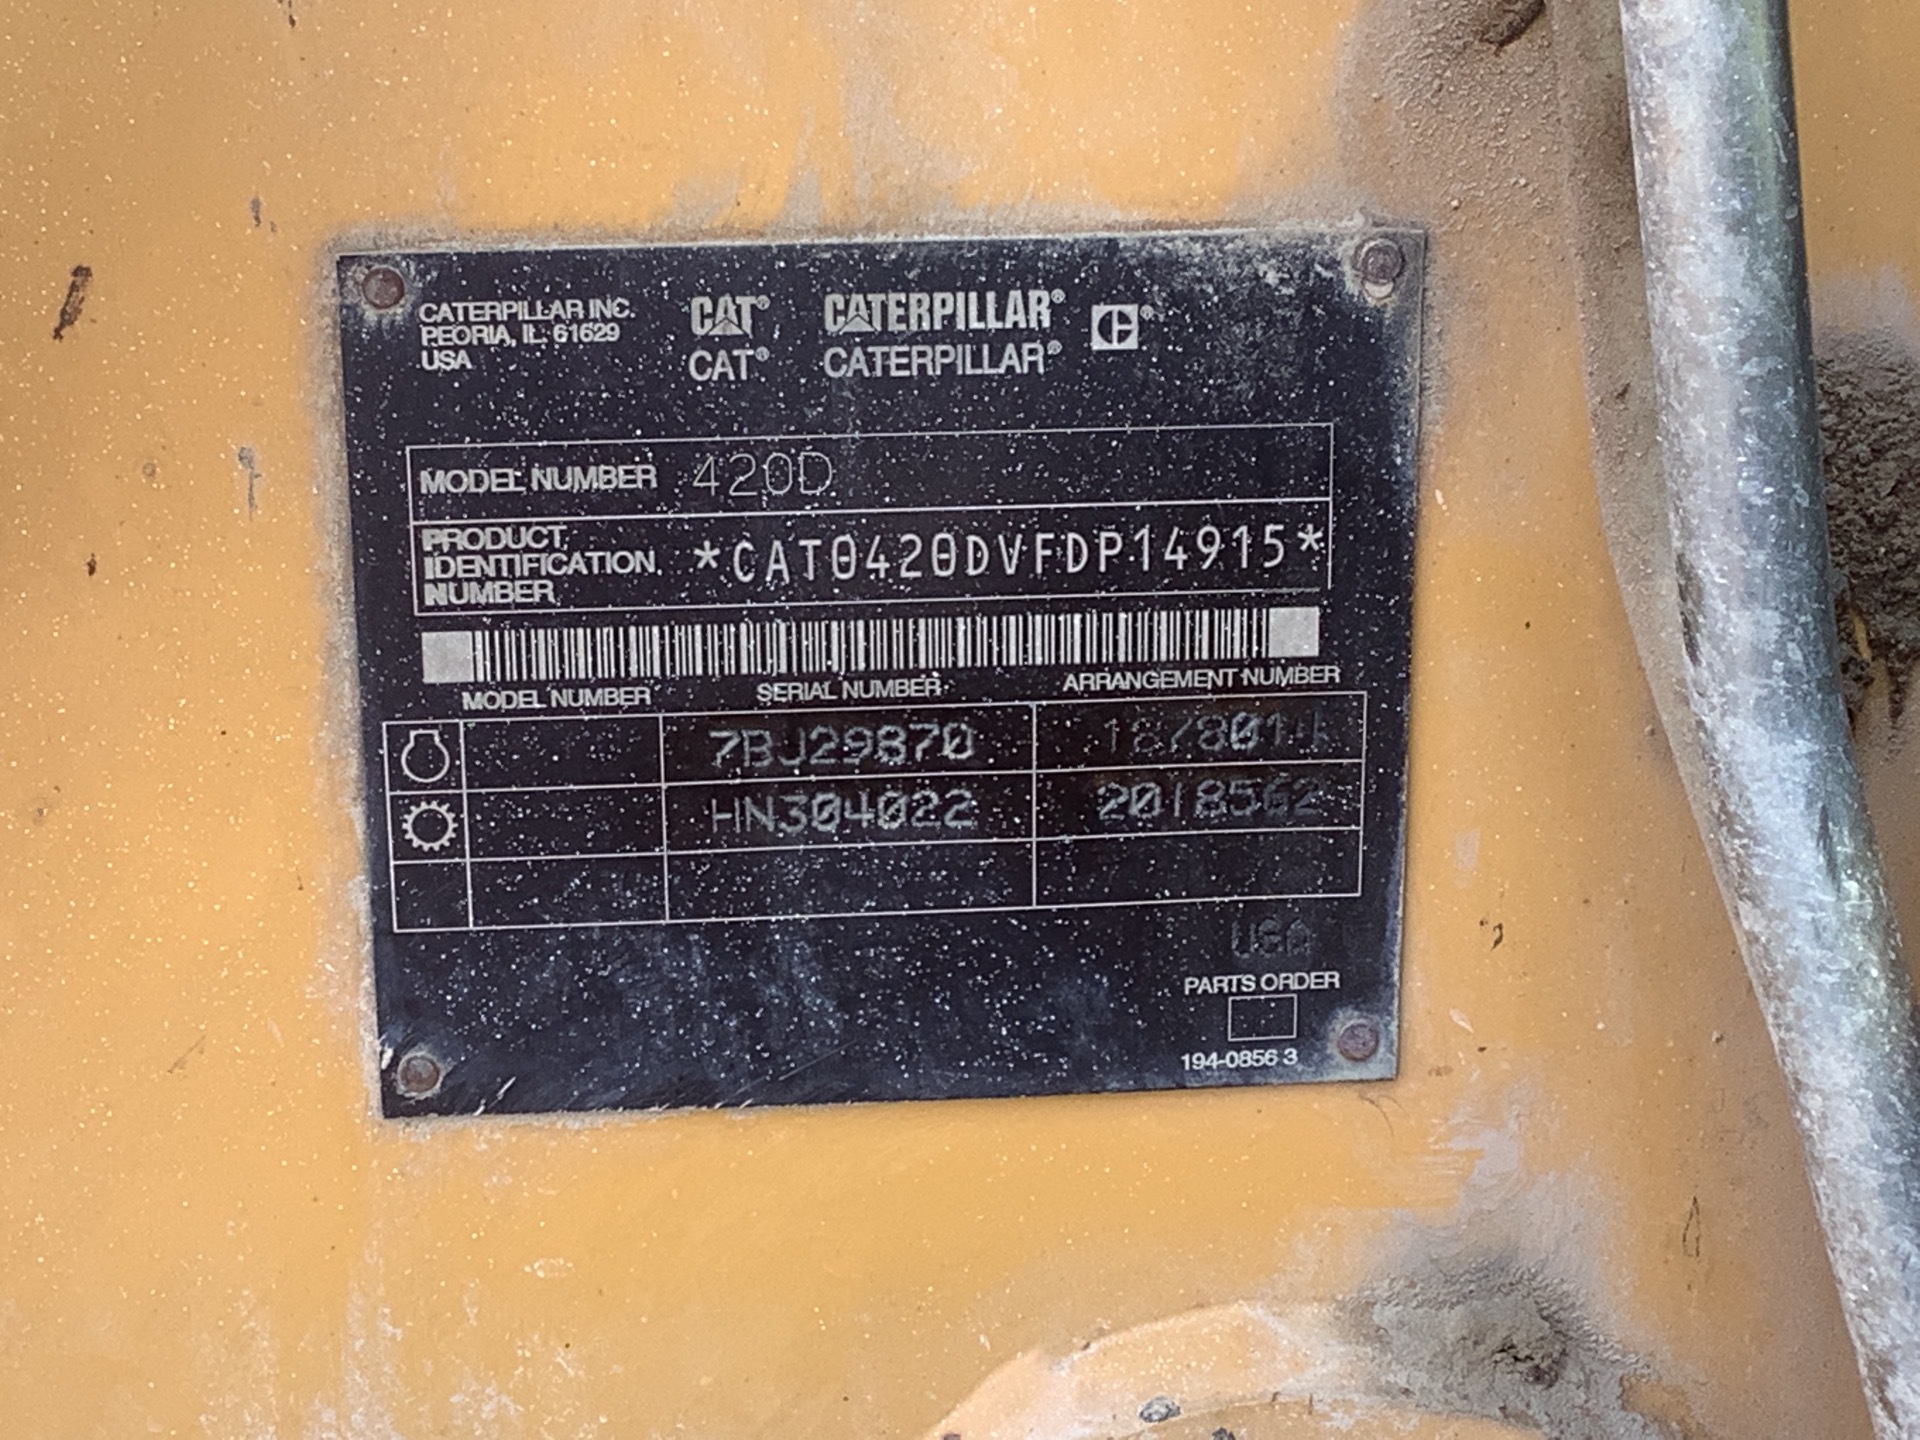 CATERPILLAR INC.
PEORIA, IL. 61629
USA
CAT® CATERPILLAR®
CAT® CATERPILLAR®
MODEL NUMBER 420D
PRODUCT
IDENTIFICATION
NUMBER
*CAT0420DVFDP14915*
MODEL NUMBER SERIAL NUMBER ARRANGEMENT NUMBER
7BJ29870
HN304022 2018562
USA
PARTS ORDER
194-0856 3